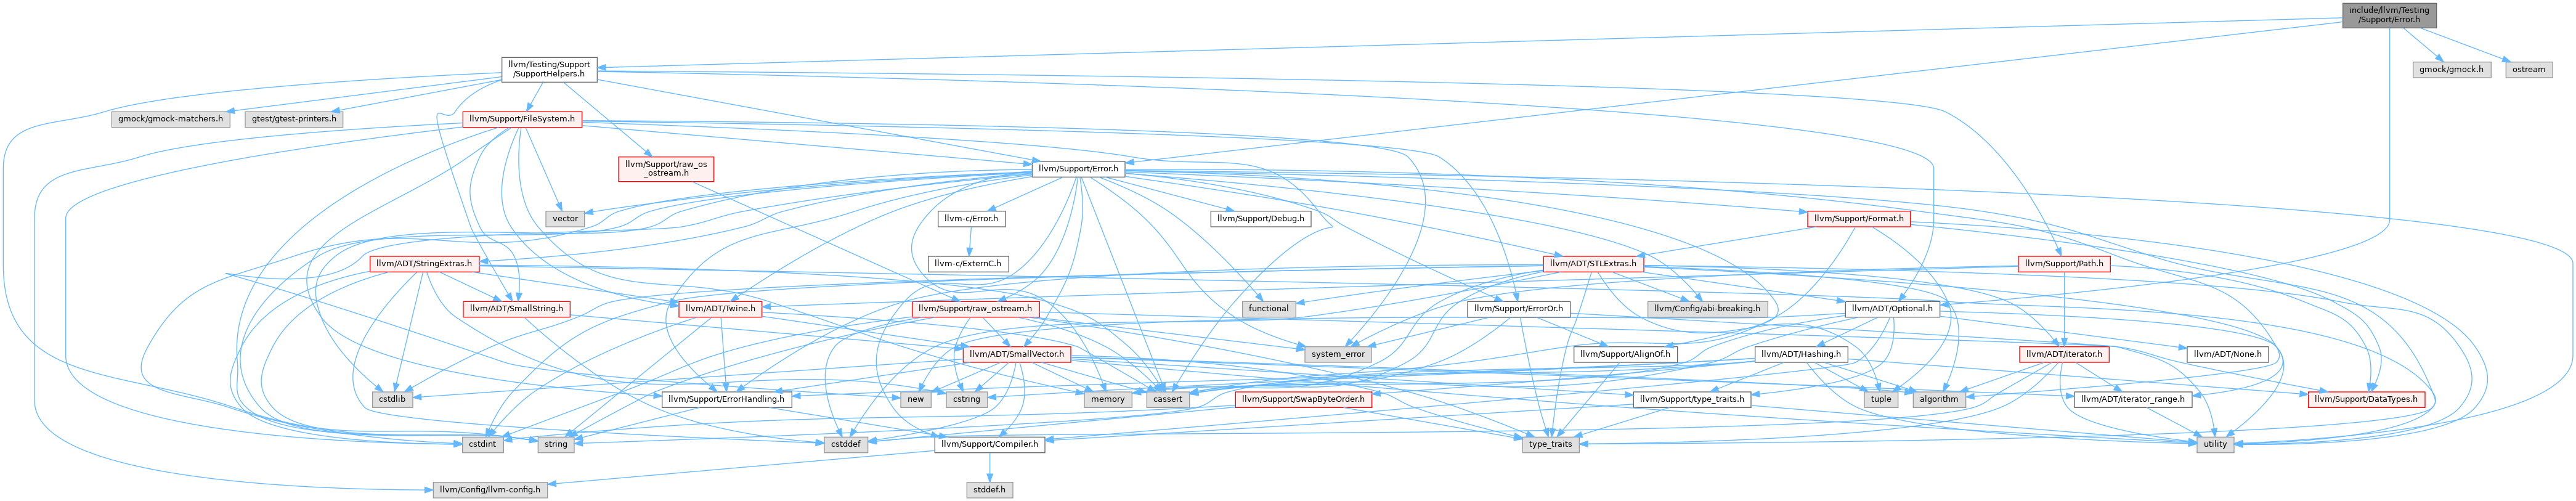 include/llvm/Testing
/Support/Error.h
llvm/Testing/Support
/SupportHelpers.h
gmock/gmock.h
ostream
gmock/gmock-matchers.h
gtest/gtest-printers.h
llvm/Support/FileSystem.h
llvm/Support/raw_os
_ostream.h
llvm/Support/Error.h
vector
llvm-c/Error.h
llvm/Support/Debug.h
llvm/Support/Format.h
llvm-c/ExternC.h
llvm/ADT/StringExtras.h
llvm/ADT/STLExtras.h
llvm/Support/Path.h
llvm/ADT/SmallString.h
llvm/ADT/Twine.h
llvm/Support/raw_ostream.h
functional
llvm/Support/ErrorOr.h
llvm/Config/abi-breaking.h
llvm/ADT/Optional.h
system_error
llvm/ADT/SmallVector.h
llvm/Support/AlignOf.h
llvm/ADT/Hashing.h
llvm/ADT/iterator.h
llvm/ADT/None.h
cstdlib
llvm/Support/ErrorHandling.h
new
cstring
memory
cassert
llvm/Support/SwapByteOrder.h
llvm/Support/type_traits.h
tuple
algorithm
llvm/ADT/iterator_range.h
llvm/Support/DataTypes.h
cstdint
string
cstddef
llvm/Support/Compiler.h
type_traits
utility
llvm/Config/llvm-config.h
stddef.h